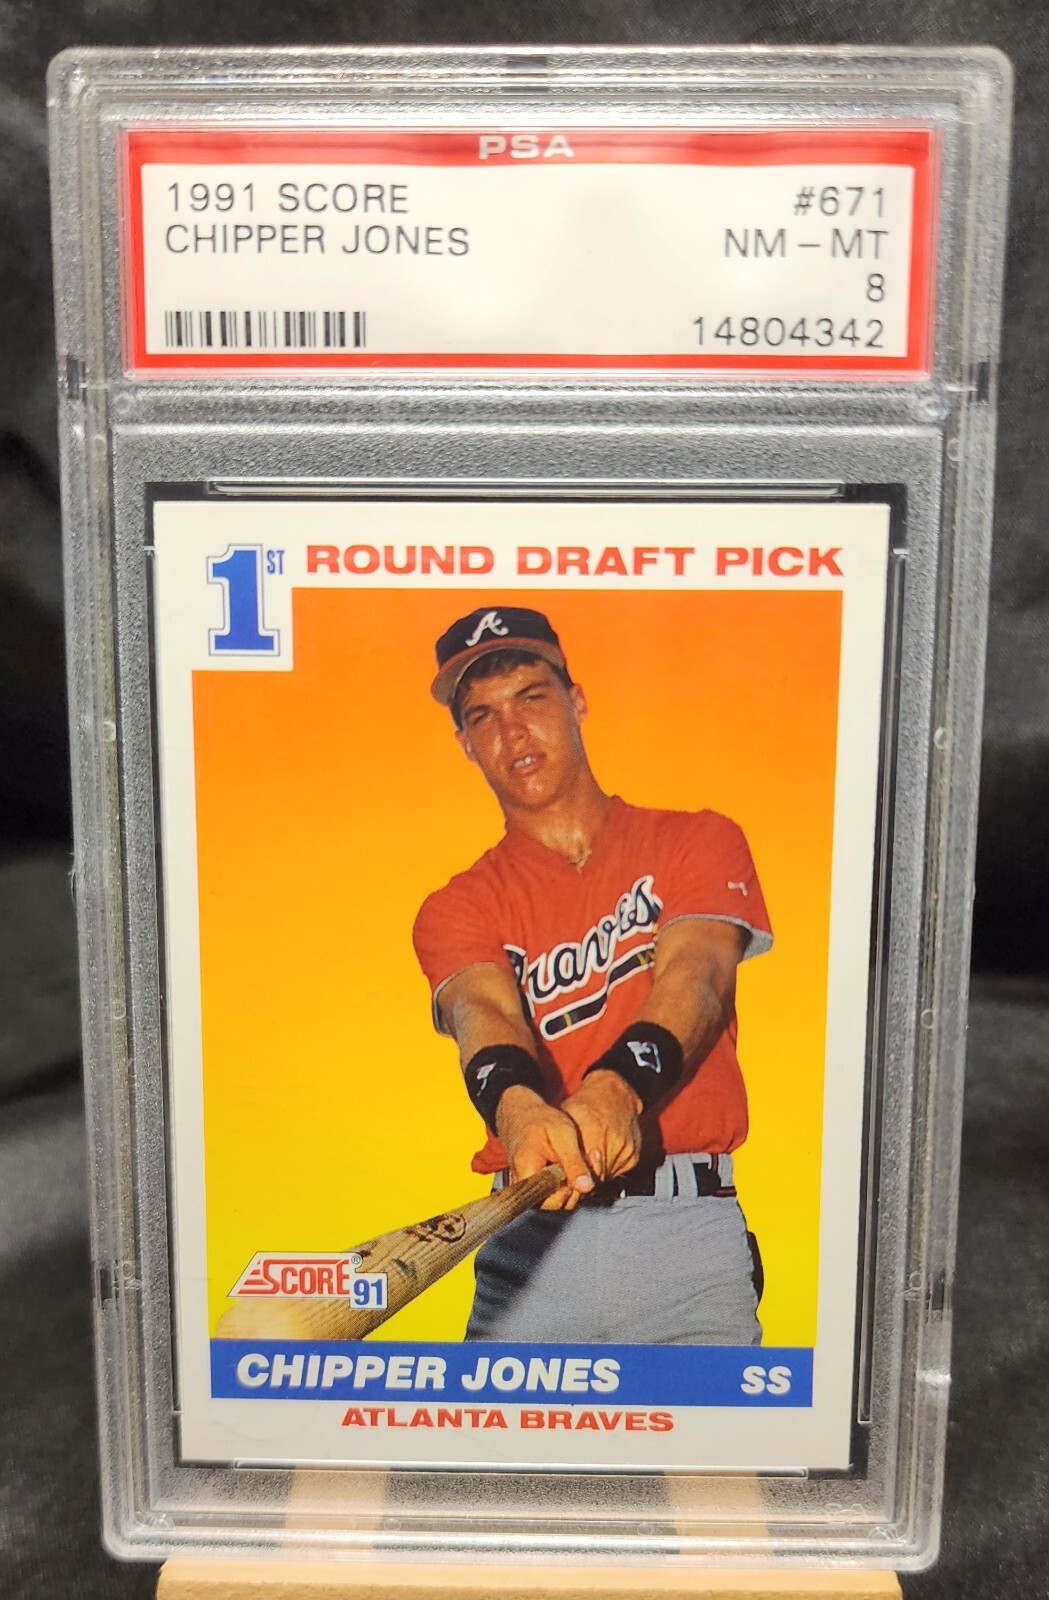 PSA
1991 SCORE #671
CHIPPER JONES NM - MT
8
14804342
1ST ROUND DRAFT PICK
A
Braves
SCORE® 91
CHIPPER JONES SS
ATLANTA BRAVES